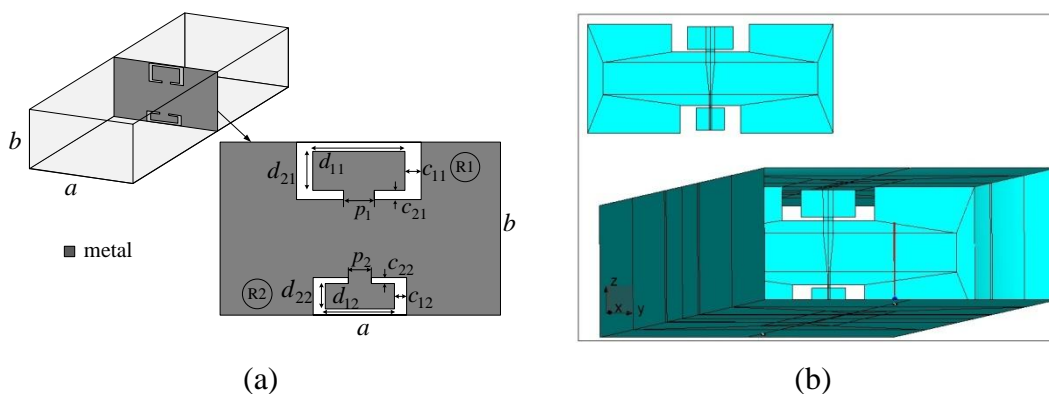 b
a
metal
d₂₁
d₁₁
c₁₁
R1
p₁
c₂₁
b
p₂
c₂₂
R2
d₂₂
d₁₂
c₁₂
a
z
x
y
(a)
(b)